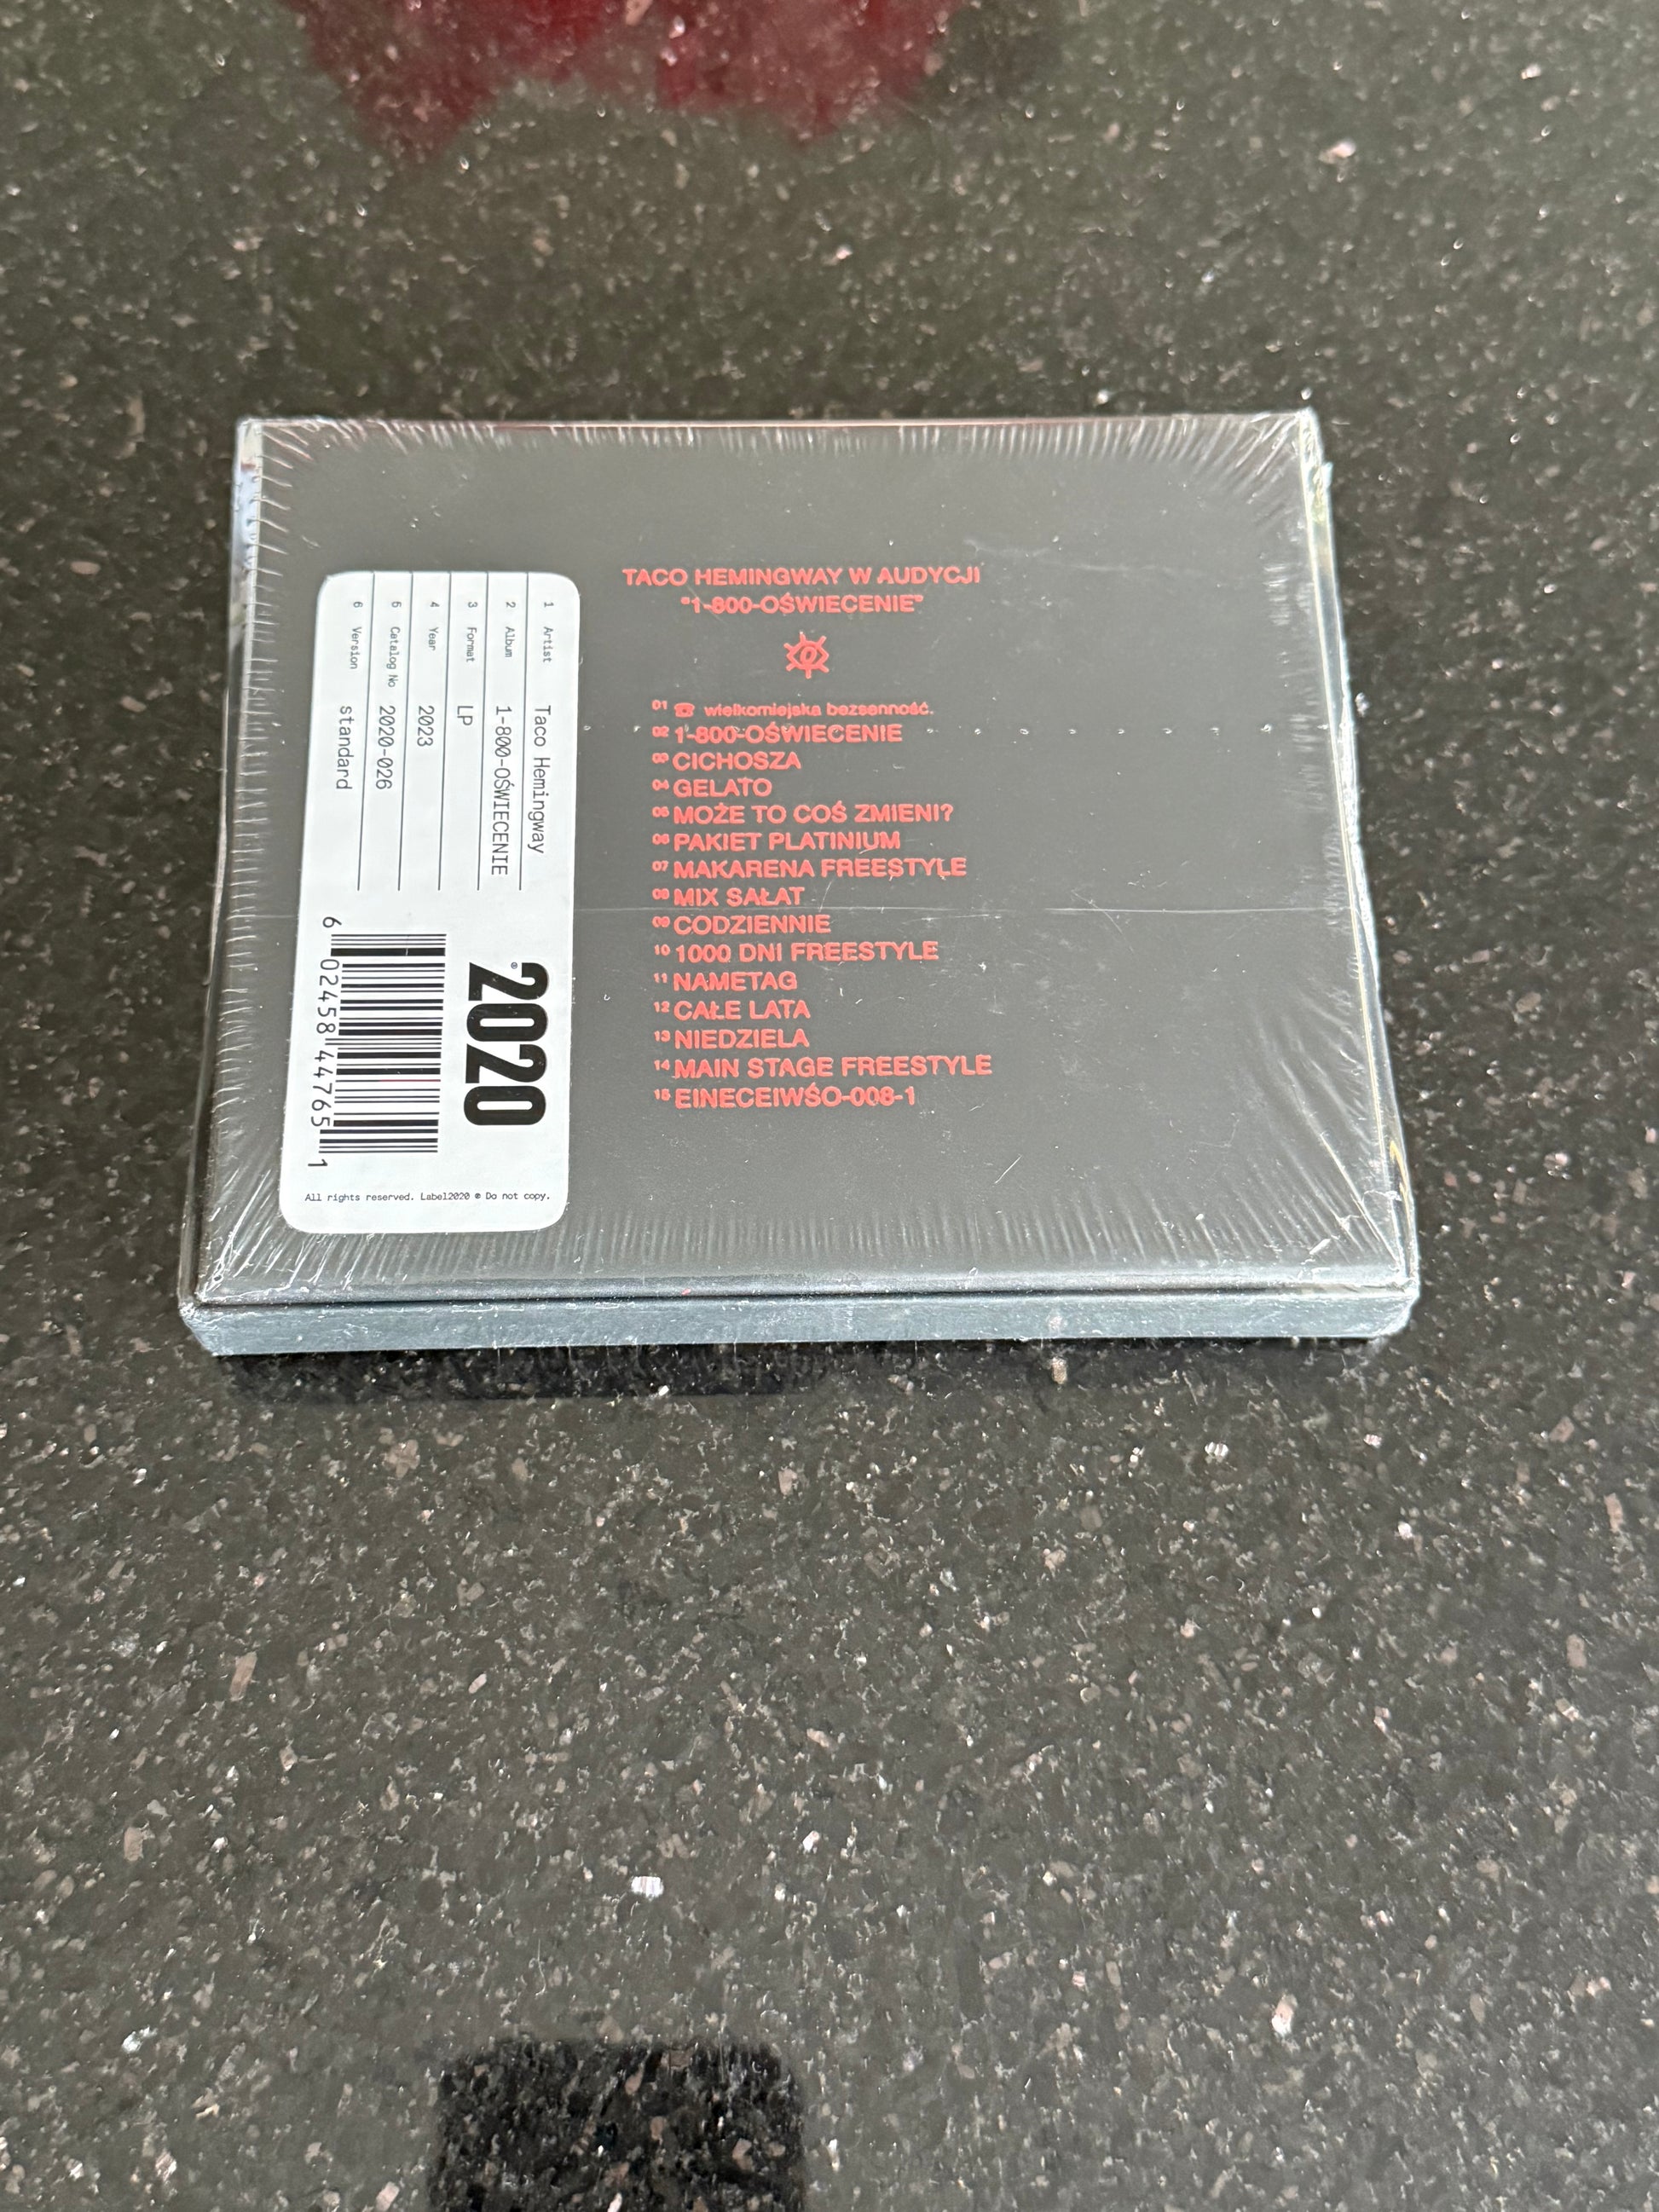 TACO HEMINGWAY W AUDYCJI
"1-800-OŚWIECENIE"
01 ☎ wielkomiejska bezsenność.
02 1-800-OŚWIECENIE
03 CICHOSZA
04 GELATO
05 MOŻE TO COŚ ZMIENI?
06 PAKIET PLATINIUM
07 MAKARENA FREESTYLE
08 MIX SAŁAT
09 CODZIENNIE
10 1000 DNI FREESTYLE
11 NAMETAG
12 CAŁE LATA
13 NIEDZIELA
14 MAIN STAGE FREESTYLE
15 EINECEIWŚO-008-1
1 Artist Taco Hemingway
2 Album 1-800-OŚWIECENIE
3 Format LP
4 Year 2023
5 Catalog No 2020-026
6 Version standard
2020®
6 02458 44765 1
All rights reserved. Label2020 ® Do not copy.